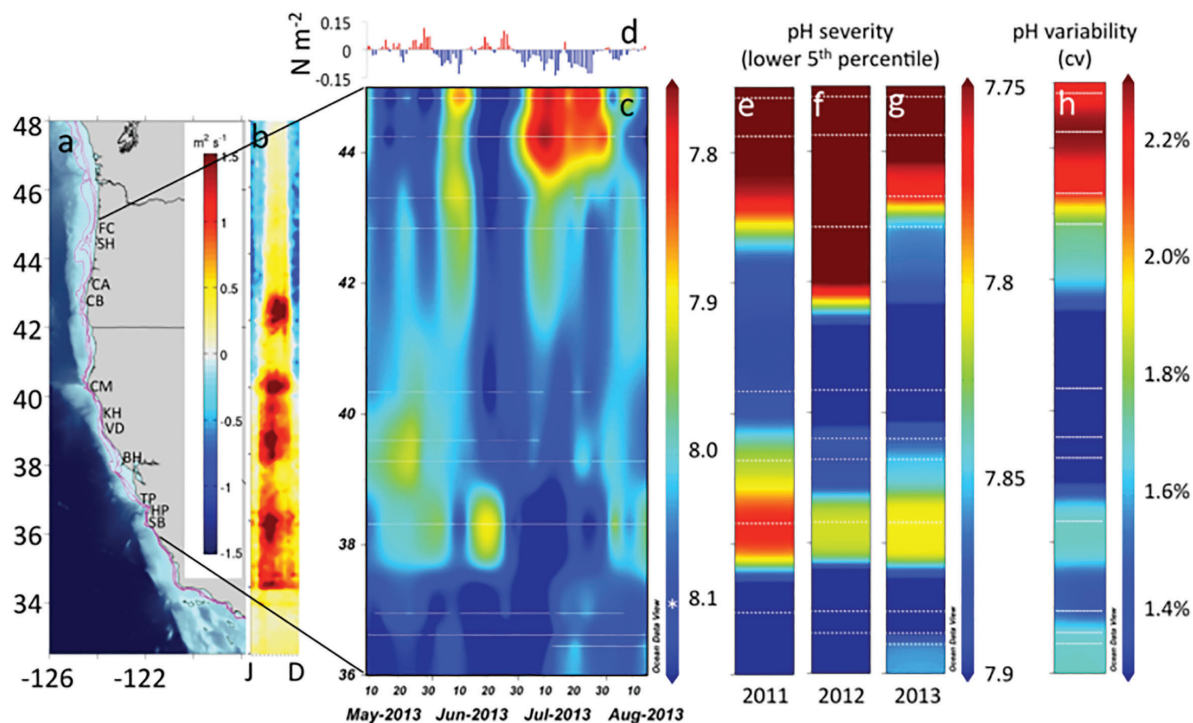 0.15
0
-0.15
N m-2
d
pH severity
(lower 5th percentile)
pH variability
(cv)
a
b
c
e
f
g
h
m2 s-1
1.5
1
0.5
0
-0.5
-1
-1.5
48
46
44
42
40
38
36
34
-126
-122
J
D
FC
SH
CA
CB
CM
KH
VD
BH
TP
HP
SB
44
42
40
38
36
10
20
30
10
20
30
10
20
30
10
May-2013
Jun-2013
Jul-2013
Aug-2013
Ocean Data View
*
7.8
7.9
8.0
8.1
2011
2012
2013
Ocean Data View
7.75
7.8
7.85
7.9
Ocean Data View
2.2%
2.0%
1.8%
1.6%
1.4%